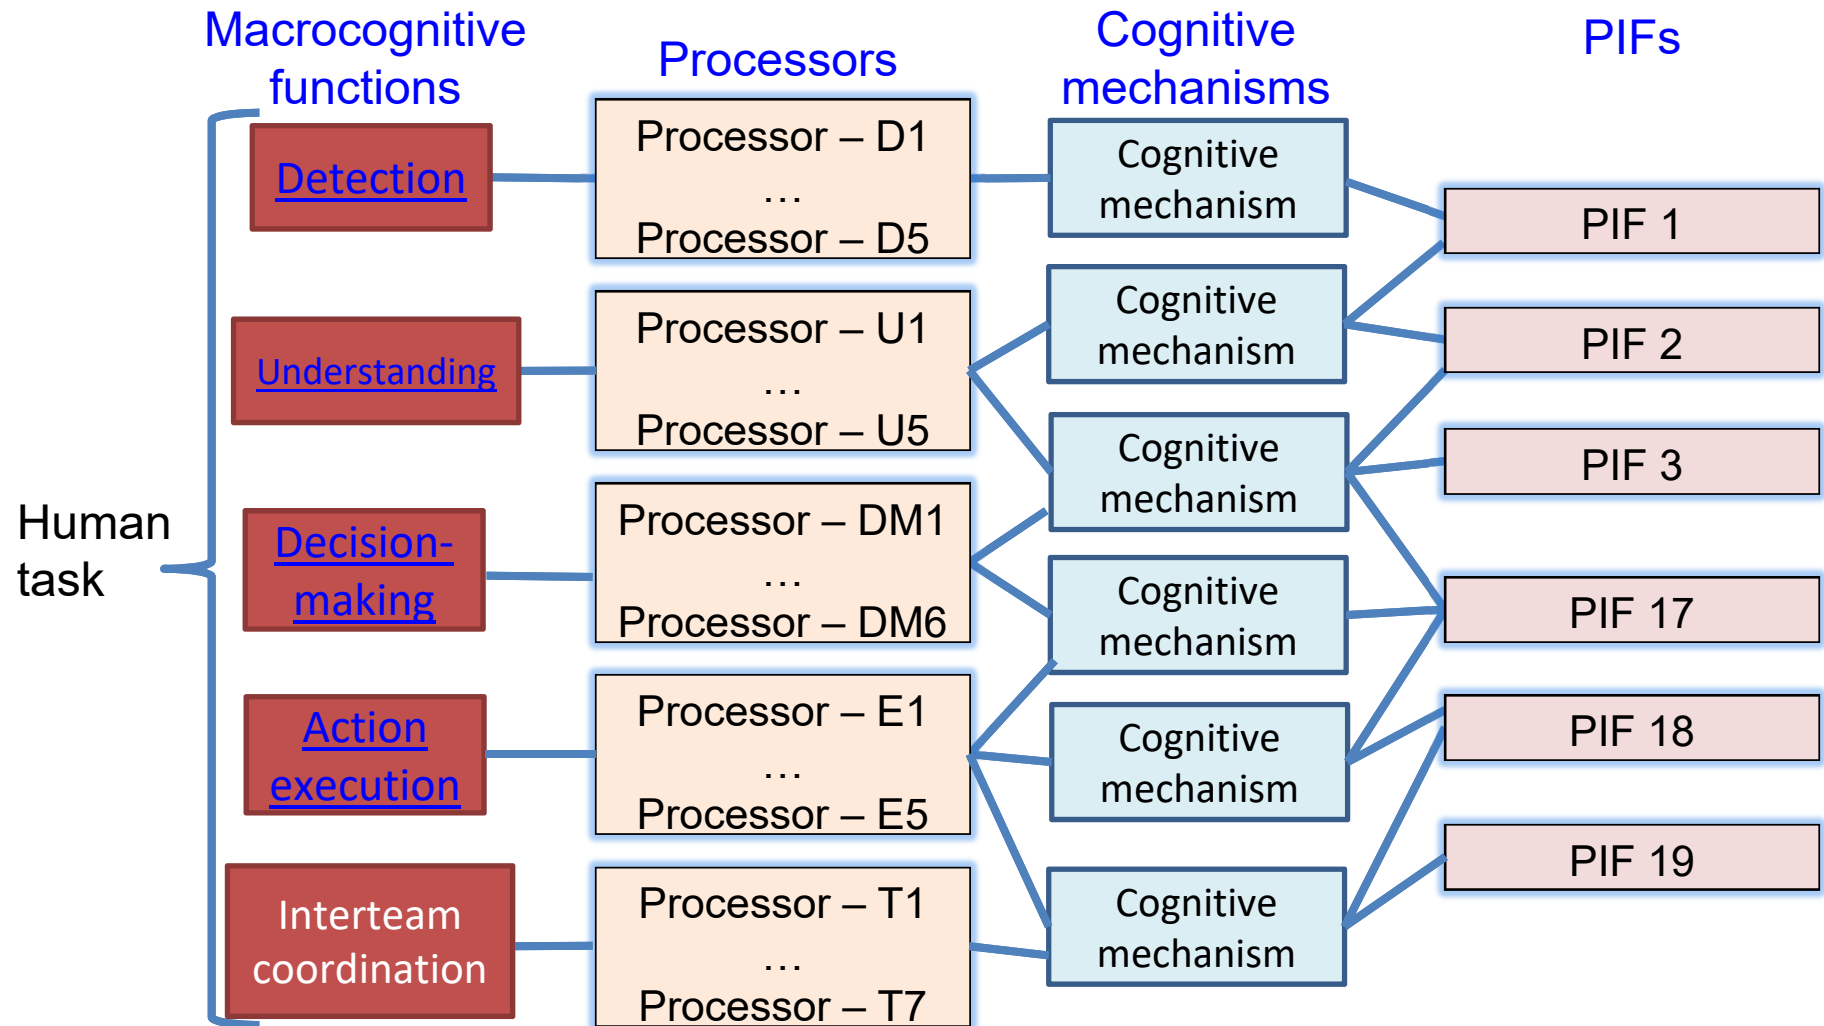 Macrocognitive
functions
Processors
Cognitive
mechanisms
PIFs
Human
task
Detection
Processor – D1
…
Processor – D5
Cognitive
mechanism
PIF 1
Understanding
Processor – U1
…
Processor – U5
Cognitive
mechanism
PIF 2
Cognitive
mechanism
PIF 3
Decision-
making
Processor – DM1
…
Processor – DM6
Cognitive
mechanism
PIF 17
Action
execution
Processor – E1
…
Processor – E5
Cognitive
mechanism
PIF 18
Interteam
coordination
Processor – T1
…
Processor – T7
Cognitive
mechanism
PIF 19